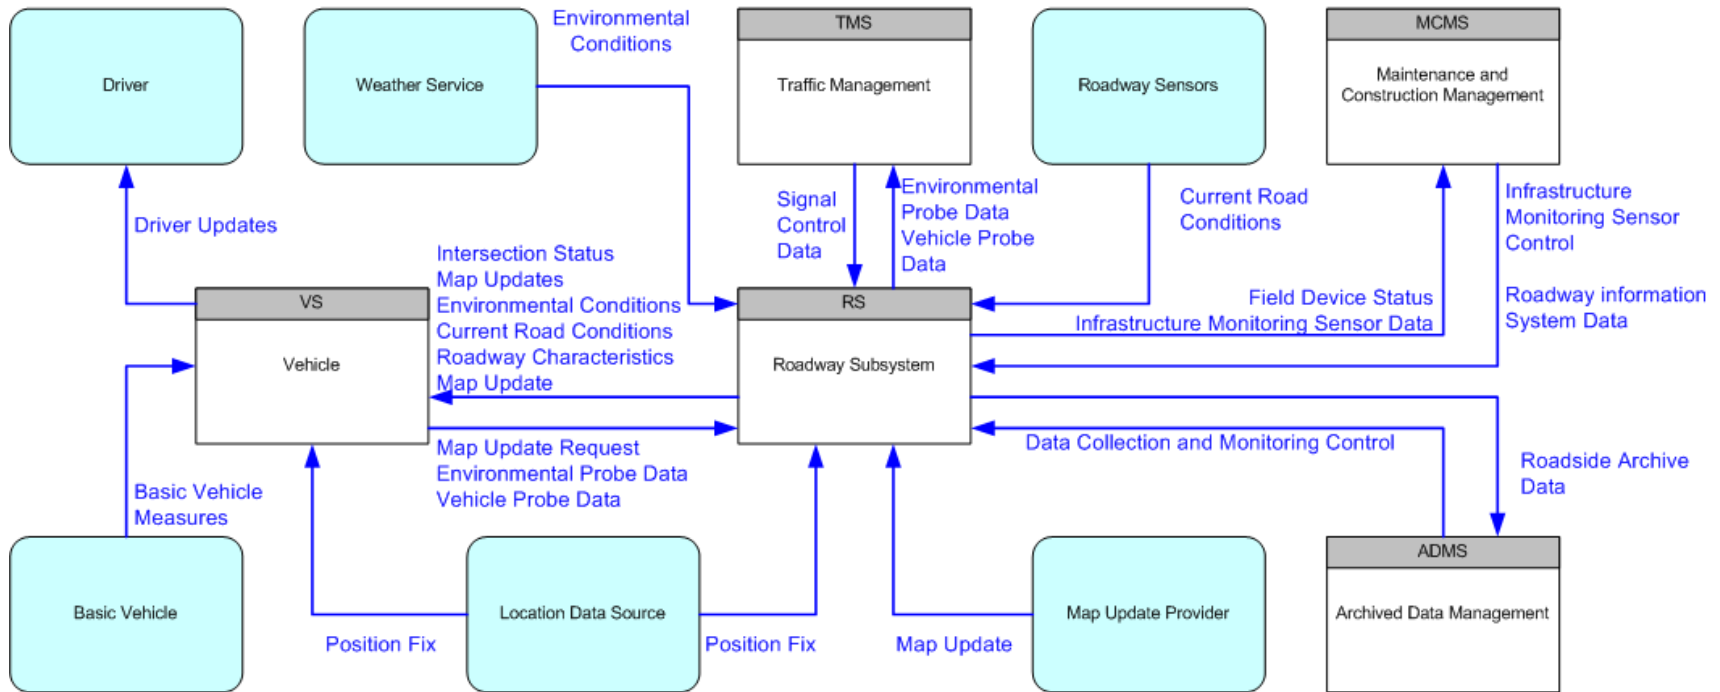 Driver
Weather Service
Environmental
Conditions
TMS
Traffic Management
Roadway Sensors
MCMS
Maintenance and
Construction Management
Driver Updates
Signal
Control
Data
Environmental
Probe Data
Vehicle Probe
Data
Current Road
Conditions
Infrastructure
Monitoring Sensor
Control
Roadway information
System Data
Intersection Status
Map Updates
Environmental Conditions
Current Road Conditions
Roadway Characteristics
Map Update
VS
Vehicle
RS
Roadway Subsystem
Field Device Status
Infrastructure Monitoring Sensor Data
Map Update Request
Environmental Probe Data
Vehicle Probe Data
Data Collection and Monitoring Control
Roadside Archive
Data
Basic Vehicle
Measures
Basic Vehicle
Position Fix
Location Data Source
Position Fix
Map Update
Map Update Provider
ADMS
Archived Data Management